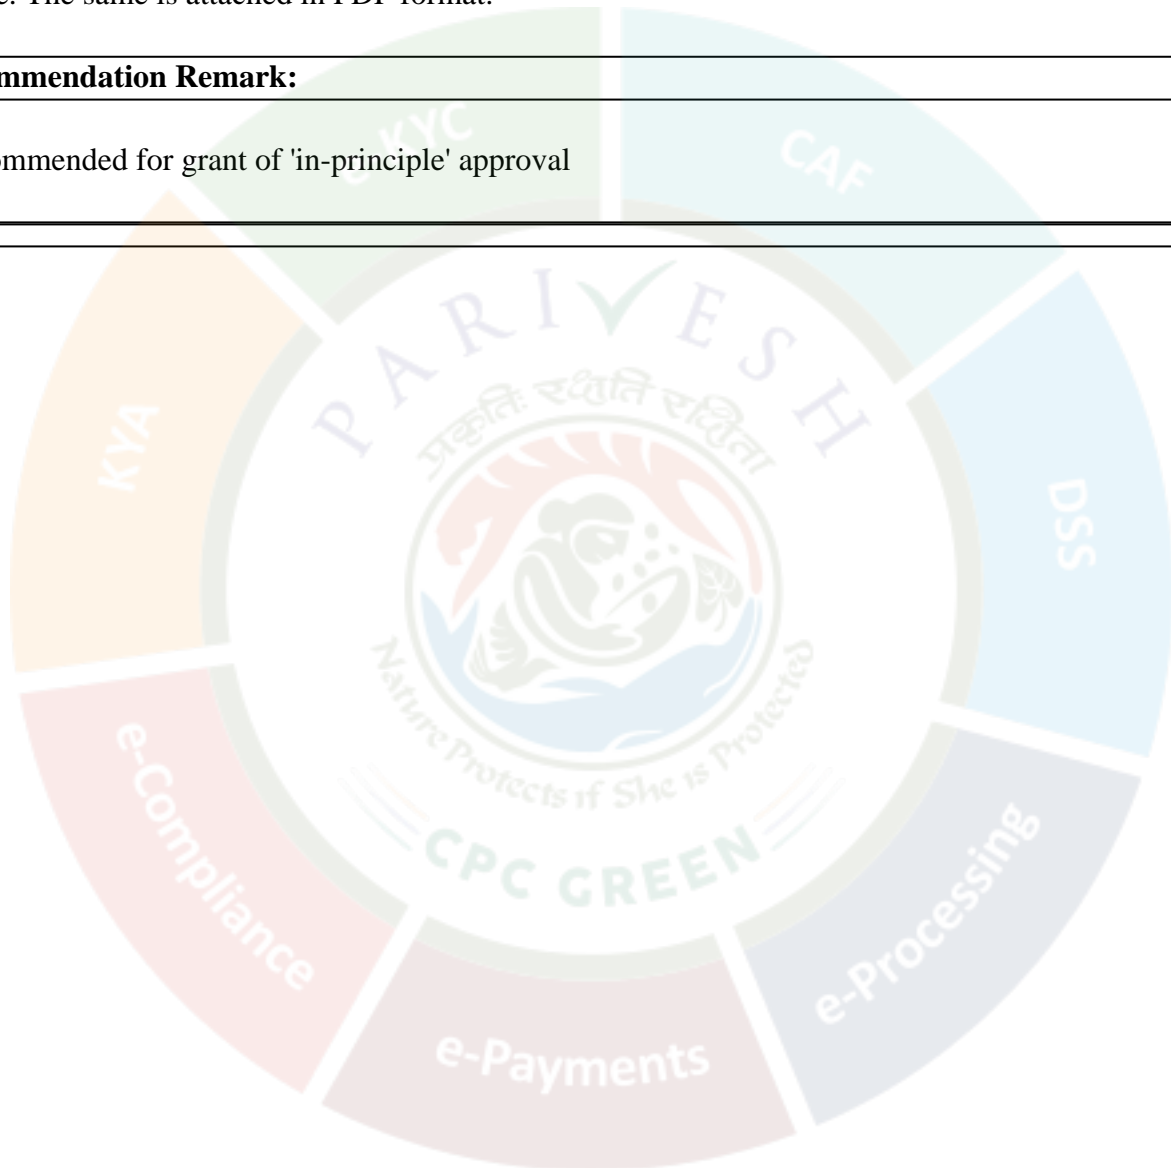 e. The same is attached in PDF format.
mmendation Remark:
ommended for grant of 'in-principle' approval
e-KYC
CAF
KYA
DSS
PARIVESH
प्रकृतिः रक्षति रक्षिता
Nature Protects if She is Protected
CPC GREEN
e-Compliance
e-Processing
e-Payments